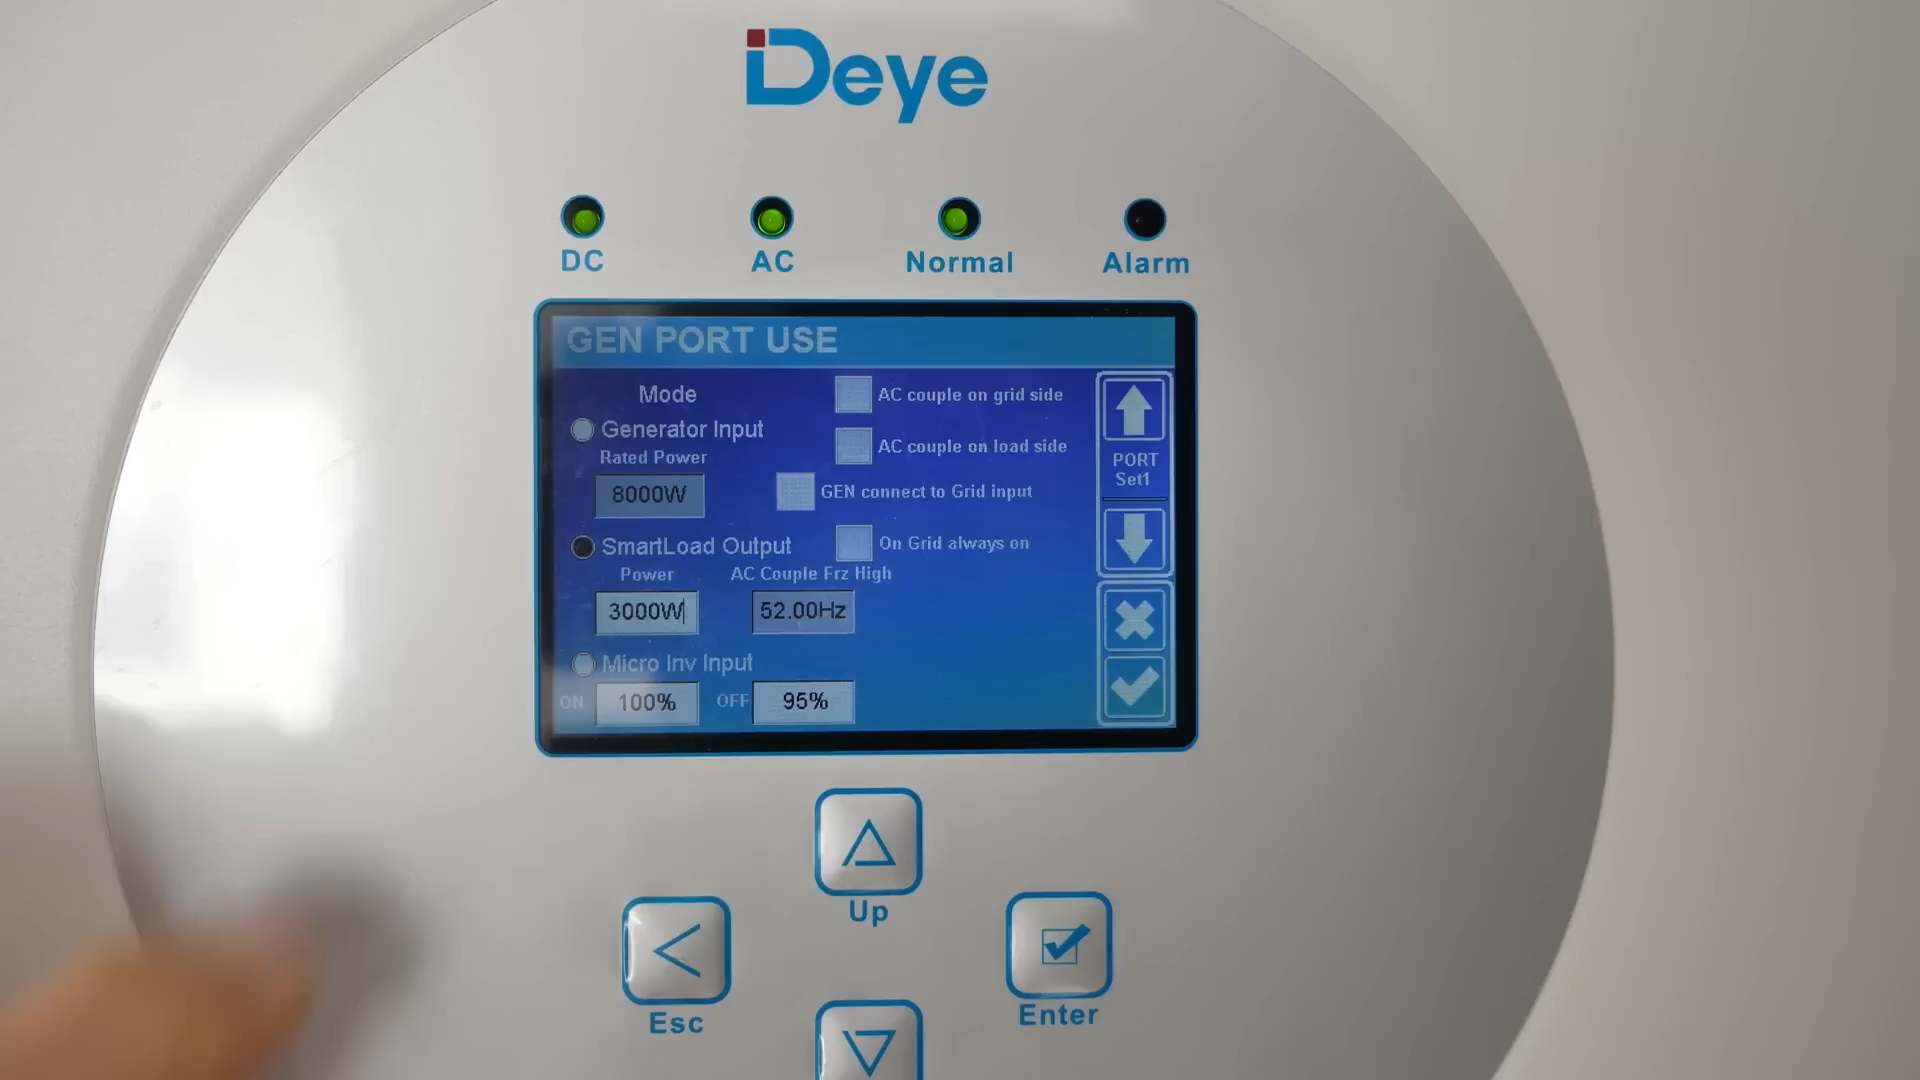 Deye
DC AC Normal Alarm
GEN PORT USE
Mode
AC couple on grid side
Generator Input
AC couple on load side
Rated Power
PORT
Set1
8000W
GEN connect to Grid input
SmartLoad Output
On Grid always on
Power
AC Couple Frz High
3000W
52.00Hz
Micro Inv Input
ON 100% OFF 95%
Up
Esc
Enter